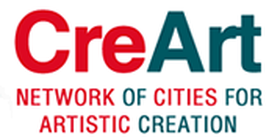 CreArt
NETWORK OF CITIES FOR
ARTISTIC CREATION